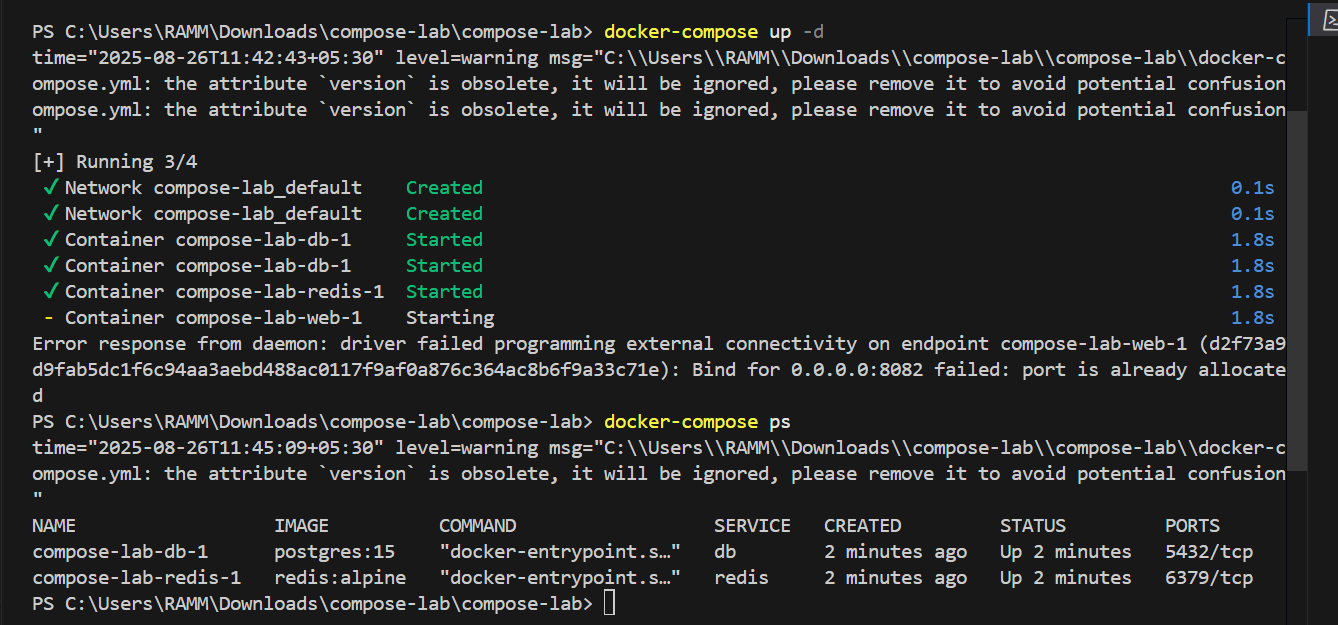 PS C:\Users\RAMM\Downloads\compose-lab\compose-lab> docker-compose up -d
time="2025-08-26T11:42:43+05:30" level=warning msg="C:\\Users\\RAMM\\Downloads\\compose-lab\\compose-lab\\docker-c
ompose.yml: the attribute `version` is obsolete, it will be ignored, please remove it to avoid potential confusion
ompose.yml: the attribute `version` is obsolete, it will be ignored, please remove it to avoid potential confusion
"
[+] Running 3/4
✓ Network compose-lab_default Created 0.1s
✓ Network compose-lab_default Created 0.1s
✓ Container compose-lab-db-1 Started 1.8s
✓ Container compose-lab-db-1 Started 1.8s
✓ Container compose-lab-redis-1 Started 1.8s
- Container compose-lab-web-1 Starting 1.8s
Error response from daemon: driver failed programming external connectivity on endpoint compose-lab-web-1 (d2f73a9
d9fab5dc1f6c94aa3aebd488ac0117f9af0a876c364ac8b6f9a33c71e): Bind for 0.0.0.0:8082 failed: port is already allocate
d
PS C:\Users\RAMM\Downloads\compose-lab\compose-lab> docker-compose ps
time="2025-08-26T11:45:09+05:30" level=warning msg="C:\\Users\\RAMM\\Downloads\\compose-lab\\compose-lab\\docker-c
ompose.yml: the attribute `version` is obsolete, it will be ignored, please remove it to avoid potential confusion
"
NAME IMAGE COMMAND SERVICE CREATED STATUS PORTS
compose-lab-db-1 postgres:15 "docker-entrypoint.s…" db 2 minutes ago Up 2 minutes 5432/tcp
compose-lab-redis-1 redis:alpine "docker-entrypoint.s…" redis 2 minutes ago Up 2 minutes 6379/tcp
PS C:\Users\RAMM\Downloads\compose-lab\compose-lab>